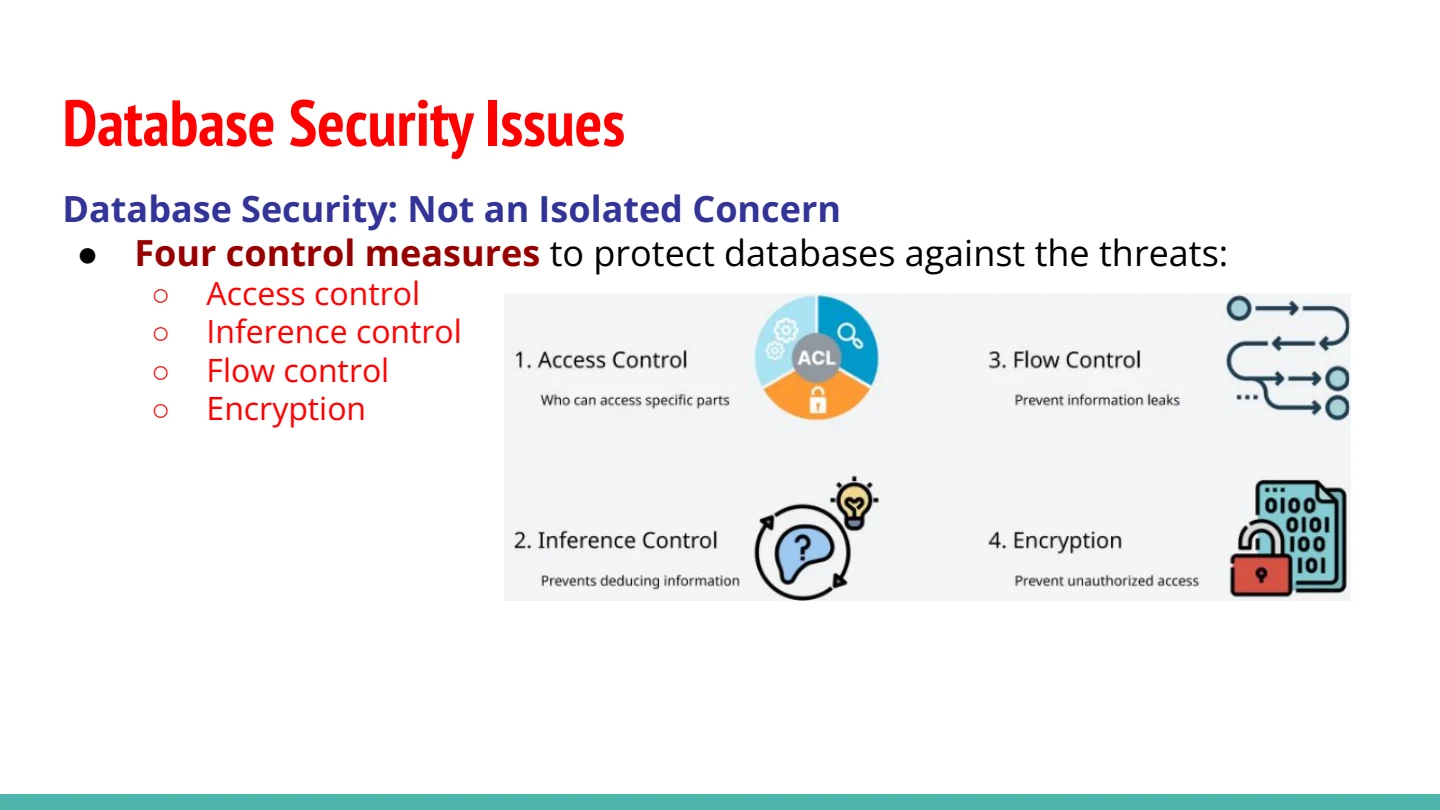 Database Security Issues
Database Security: Not an Isolated Concern
● Four control measures to protect databases against the threats:
○ Access control
○ Inference control
○ Flow control
○ Encryption
1. Access Control
Who can access specific parts
ACL
3. Flow Control
Prevent information leaks
2. Inference Control
Prevents deducing information
?
4. Encryption
Prevent unauthorized access
0100
0101
100
101